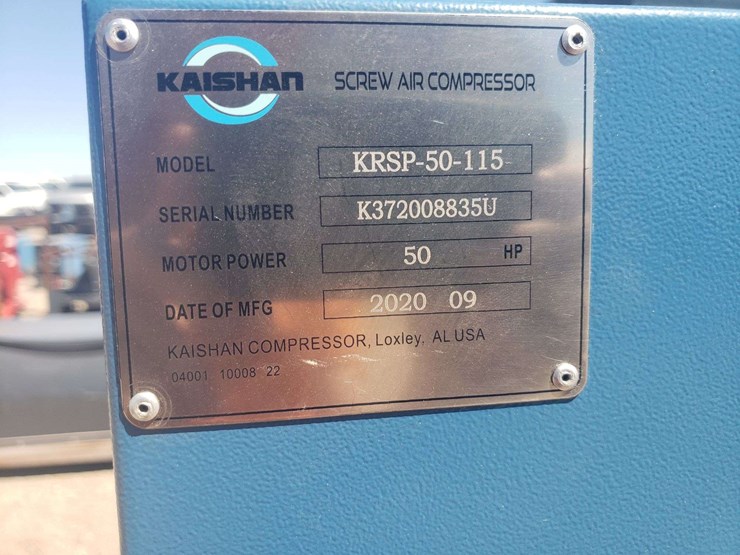 KAISHAN SCREW AIR COMPRESSOR
MODEL KRSP-50-115
SERIAL NUMBER K372008835U
MOTOR POWER 50 HP
DATE OF MFG 2020 09
KAISHAN COMPRESSOR, Loxley, AL USA
04001 10008 22